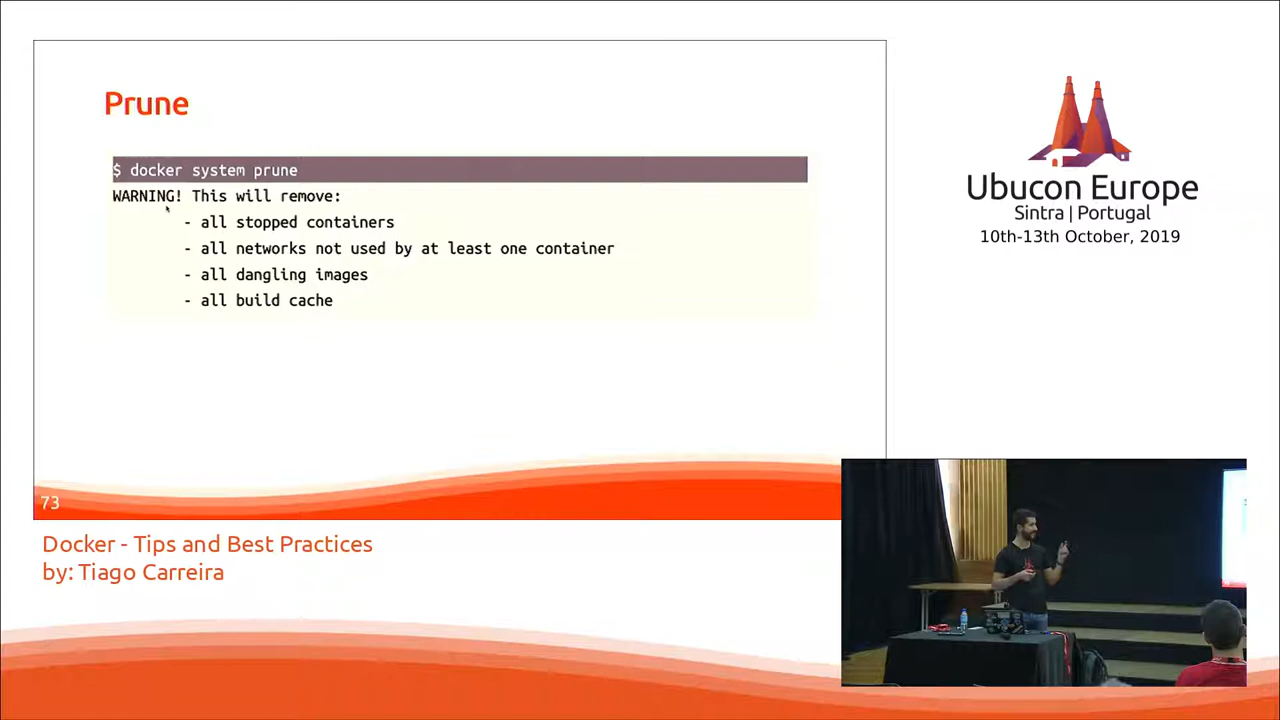 Prune
$ docker system prune
WARNING! This will remove:
- all stopped containers
- all networks not used by at least one container
- all dangling images
- all build cache
73
Docker - Tips and Best Practices
by: Tiago Carreira
Ubucon Europe
Sintra | Portugal
10th-13th October, 2019